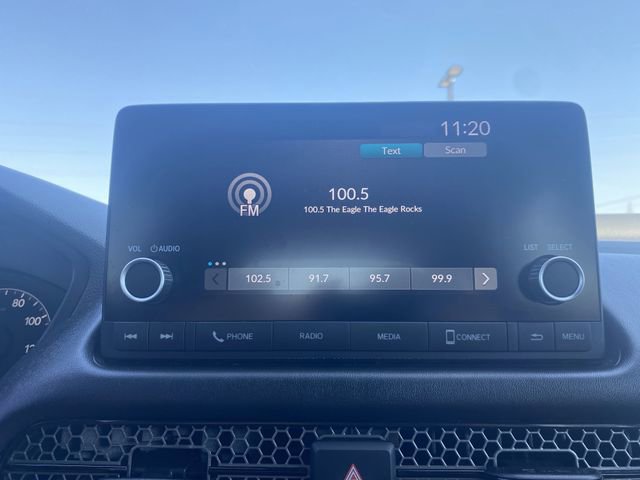 11:20
Text Scan
FM
100.5
100.5 The Eagle The Eagle Rocks
VOL AUDIO
LIST SELECT
102.5 91.7 95.7 99.9
PHONE RADIO MEDIA CONNECT MENU
80
100